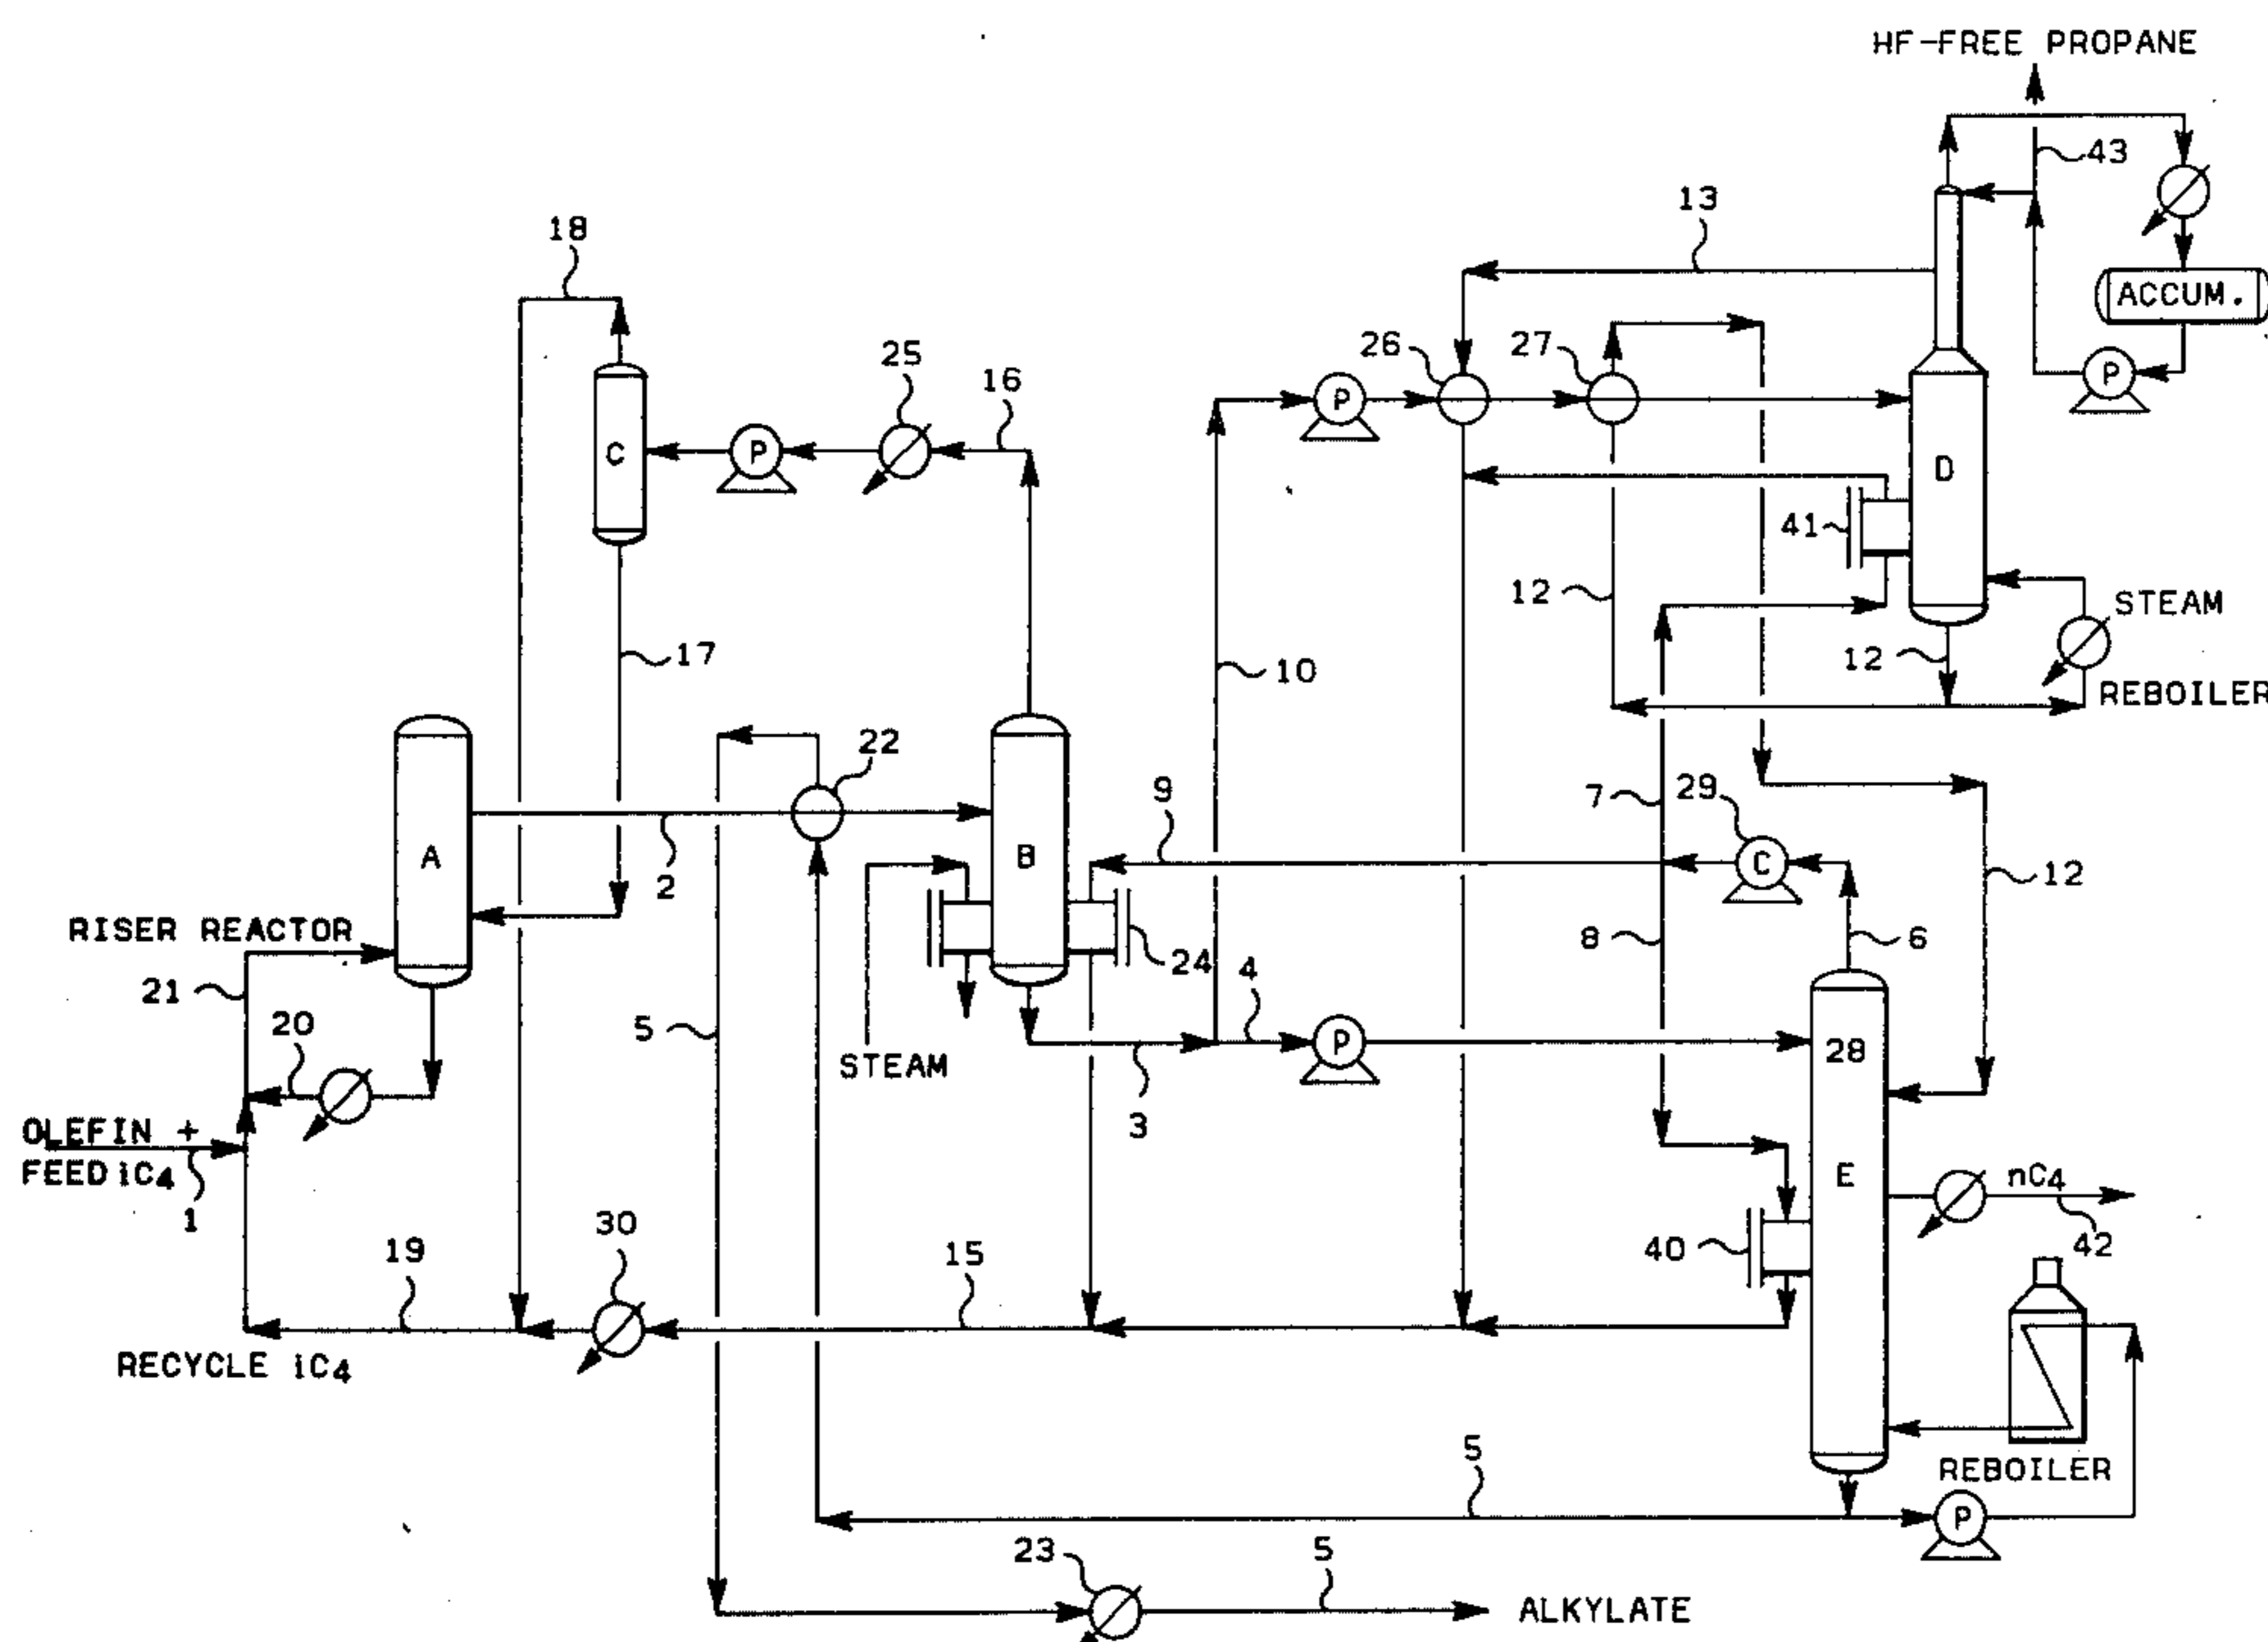 HF-FREE PROPANE
43
13
18
ACCUM.
25
16
26
27
P
P
C
P
D
41
12
STEAM
17
10
12
REBOILER
22
9
7
29
A
B
C
12
2
RISER REACTOR
8
6
24
21
4
20
5
28
STEAM
P
3
OLEFIN +
FEED iC4
1
E
nC4
42
30
19
15
40
RECYCLE iC4
5
REBOILER
P
23
5
ALKYLATE